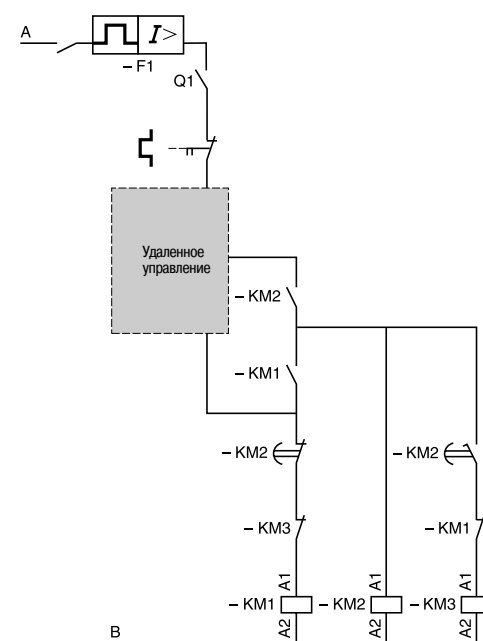 A
I >
– F1
Q1
Удаленное
управление
– KM2
– KM1
– KM2
– KM2
– KM3
– KM1
A1
A1
A1
– KM1
– KM2
– KM3
A2
A2
A2
B